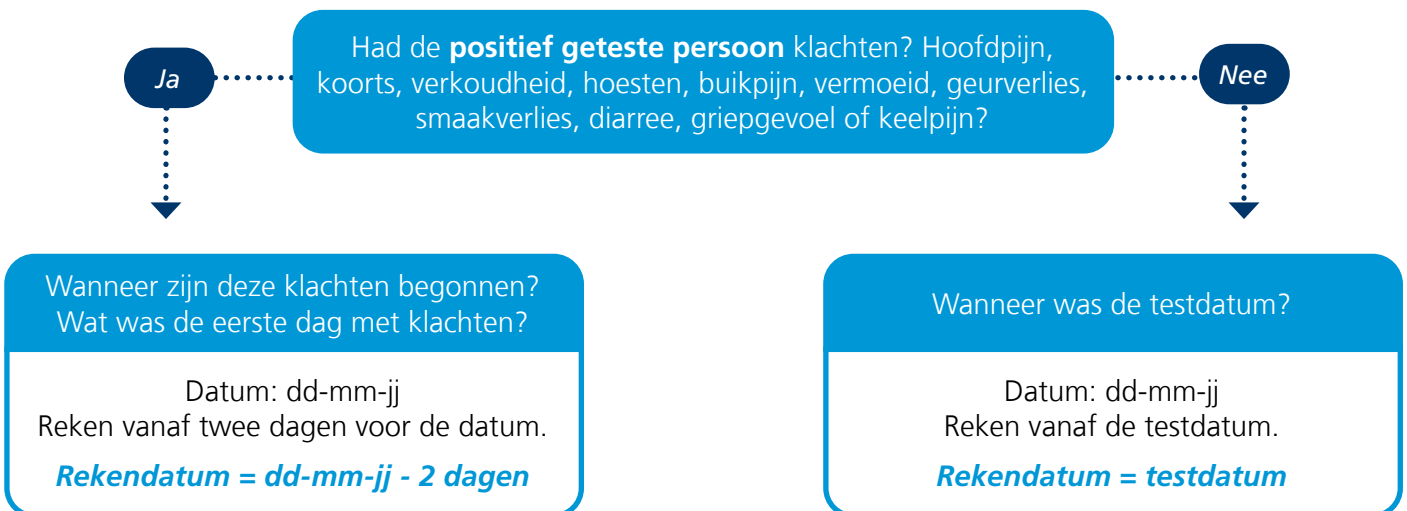 Had de positief geteste persoon klachten? Hoofdpijn,
koorts, verkoudheid, hoesten, buikpijn, vermoeid, geurverlies,
smaakverlies, diarree, griepgevoel of keelpijn?
Ja
Nee
Wanneer zijn deze klachten begonnen?
Wat was de eerste dag met klachten?
Datum: dd-mm-jj
Reken vanaf twee dagen voor de datum.
Rekendatum = dd-mm-jj - 2 dagen
Wanneer was de testdatum?
Datum: dd-mm-jj
Reken vanaf de testdatum.
Rekendatum = testdatum